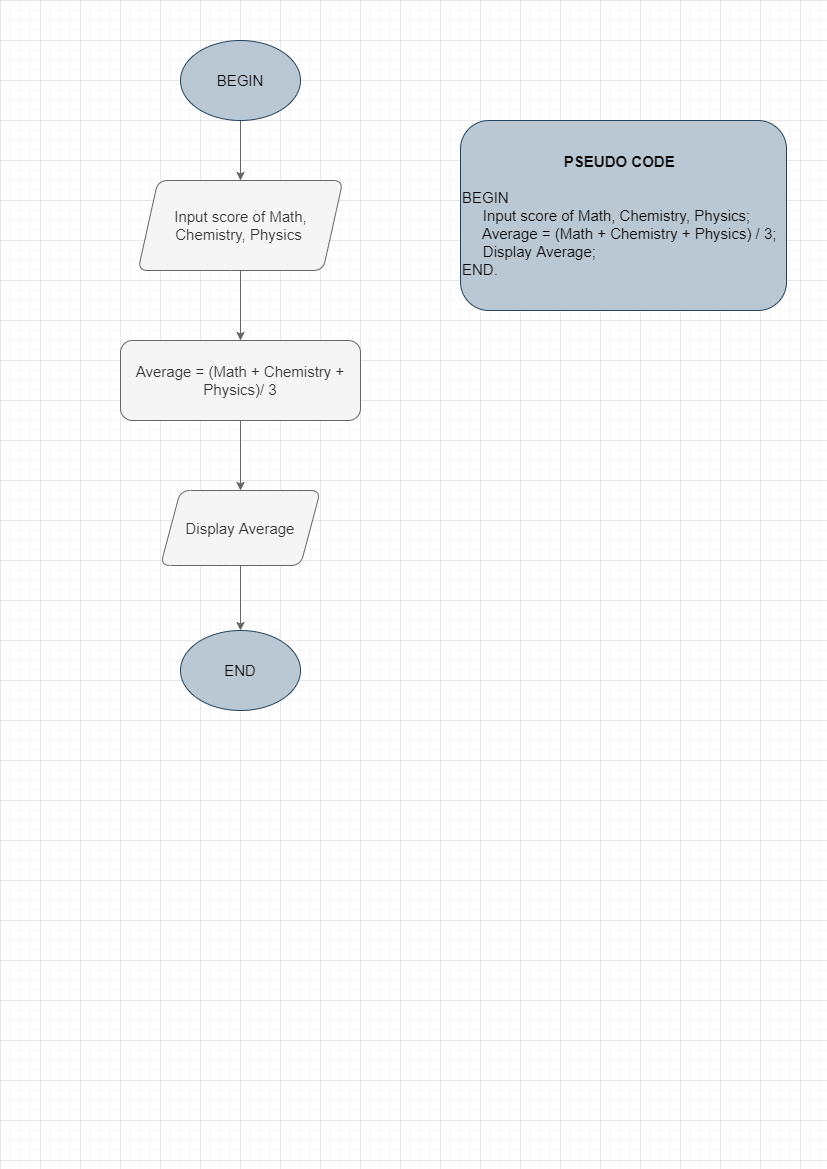 BEGIN
Input score of Math,
Chemistry, Physics
Average = (Math + Chemistry +
Physics)/ 3
Display Average
END
PSEUDO CODE
BEGIN
Input score of Math, Chemistry, Physics;
Average = (Math + Chemistry + Physics) / 3;
Display Average;
END.